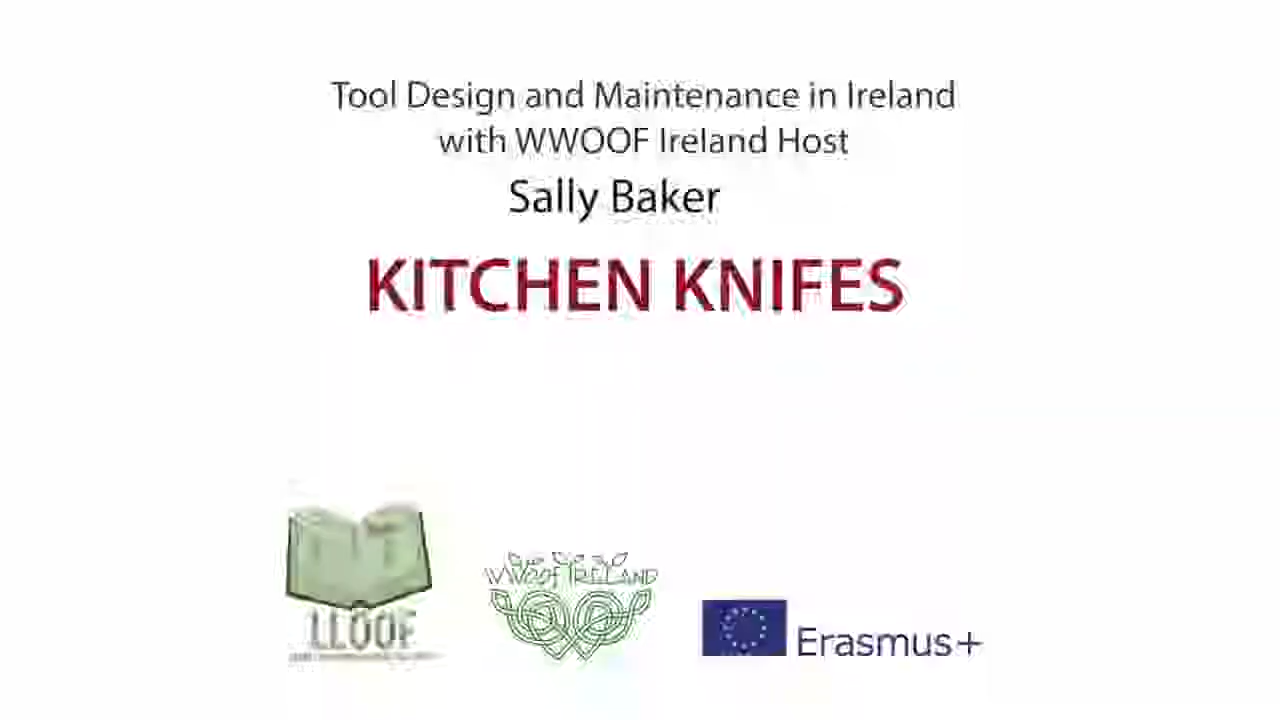 Tool Design and Maintenance in Ireland
with WWOOF Ireland Host
Sally Baker
KITCHEN KNIFES
LLOOF
WWOOF IRELAND
Erasmus+